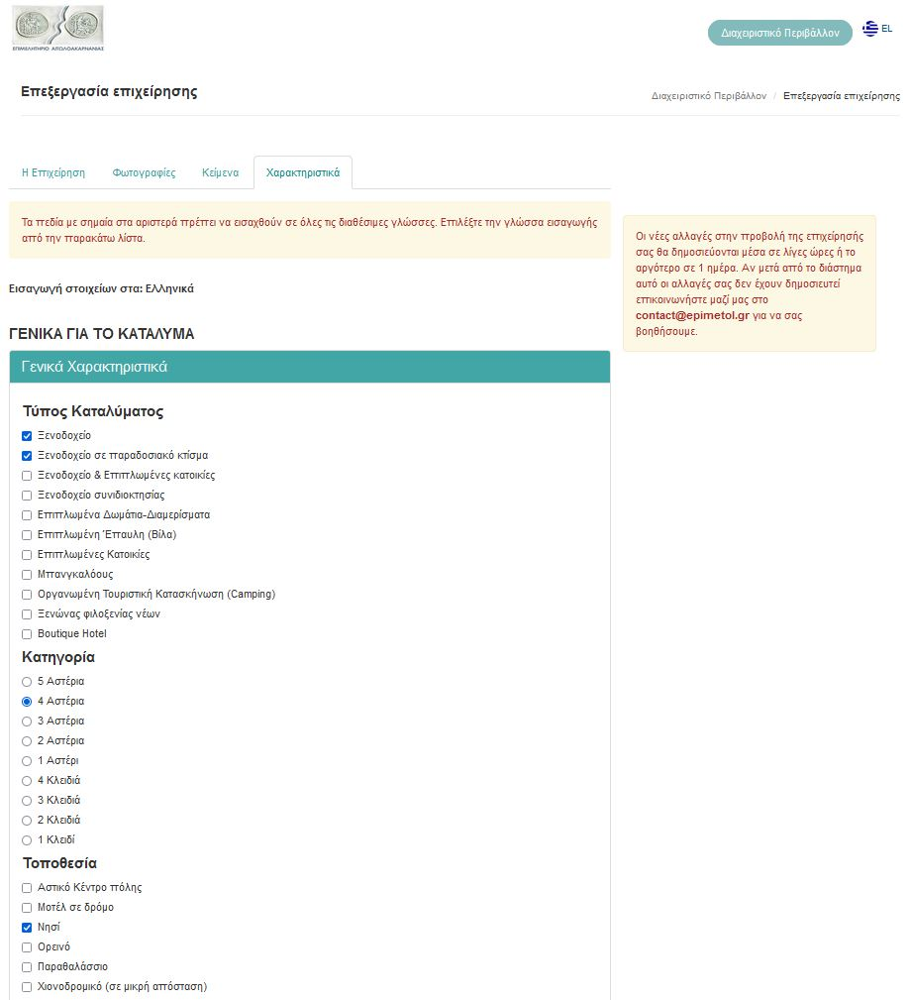 ΕΠΙΜΕΛΗΤΗΡΙΟ ΑΙΤΩΛΟΑΚΑΡΝΑΝΙΑΣ
Διαχειριστικό Περιβάλλον
EL
Επεξεργασία επιχείρησης
Διαχειριστικό Περιβάλλον / Επεξεργασία επιχείρησης
Η Επιχείρηση
Φωτογραφίες
Κείμενα
Χαρακτηριστικά
Τα πεδία με σημαία στα αριστερά πρέπει να εισαχθούν σε όλες τις διαθέσιμες γλώσσες. Επιλέξτε την γλώσσα εισαγωγής
από την παρακάτω λίστα.
Οι νέες αλλαγές στην προβολή της επιχείρησής
σας θα δημοσιεύονται μέσα σε λίγες ώρες ή το
αργότερο σε 1 ημέρα. Αν μετά από το διάστημα
αυτό οι αλλαγές σας δεν έχουν δημοσιευτεί
επικοινωνήστε μαζί μας στο
contact@epimetol.gr για να σας
βοηθήσουμε.
Εισαγωγή στοιχείων στα: Ελληνικά
ΓΕΝΙΚΑ ΓΙΑ ΤΟ ΚΑΤΑΛΥΜΑ
Γενικά Χαρακτηριστικά
Τύπος Καταλύματος
Ξενοδοχείο
Ξενοδοχείο σε παραδοσιακό κτίσμα
Ξενοδοχείο & Επιπλωμένες κατοικίες
Ξενοδοχείο συνιδιοκτησίας
Επιπλωμένα Δωμάτια-Διαμερίσματα
Επιπλωμένη Έπαυλη (Βίλα)
Επιπλωμένες Κατοικίες
Μπανγκαλόους
Οργανωμένη Τουριστική Κατασκήνωση (Camping)
Ξενώνας φιλοξενίας νέων
Boutique Hotel
Κατηγορία
5 Αστέρια
4 Αστέρια
3 Αστέρια
2 Αστέρια
1 Αστέρι
4 Κλειδιά
3 Κλειδιά
2 Κλειδιά
1 Κλειδί
Τοποθεσία
Αστικό Κέντρο πόλης
Μοτέλ σε δρόμο
Νησί
Ορεινό
Παραθαλάσσιο
Χιονοδρομικό (σε μικρή απόσταση)